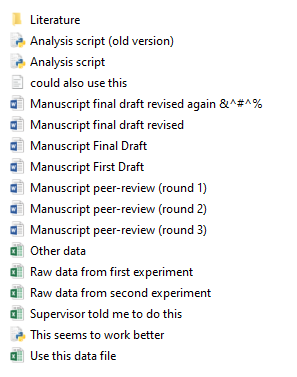 Literature
Analysis script (old version)
Analysis script
could also use this
Manuscript final draft revised again &^#^%
Manuscript final draft revised
Manuscript Final Draft
Manuscript First Draft
Manuscript peer-review (round 1)
Manuscript peer-review (round 2)
Manuscript peer-review (round 3)
Other data
Raw data from first experiment
Raw data from second experiment
Supervisor told me to do this
This seems to work better
Use this data file